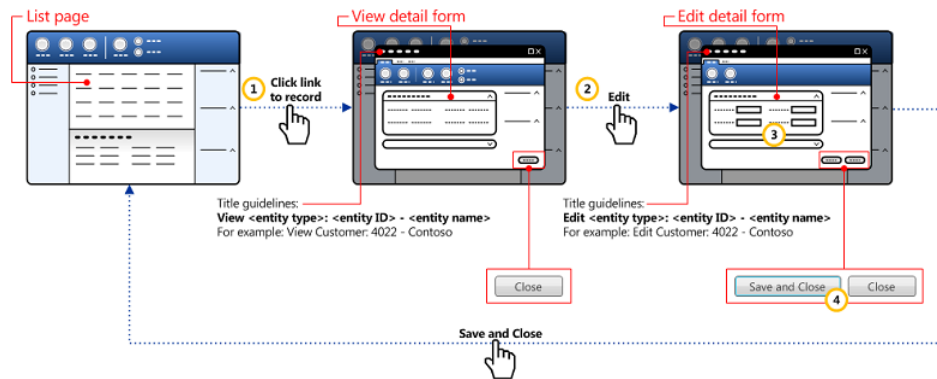 List page
View detail form
Edit detail form
1
Click link
to record
2
Edit
3
Title guidelines:
View <entity type>: <entity ID> - <entity name>
For example: View Customer: 4022 - Contoso
Title guidelines:
Edit <entity type>: <entity ID> - <entity name>
For example: Edit Customer: 4022 - Contoso
Close
Save and Close
Close
4
Save and Close